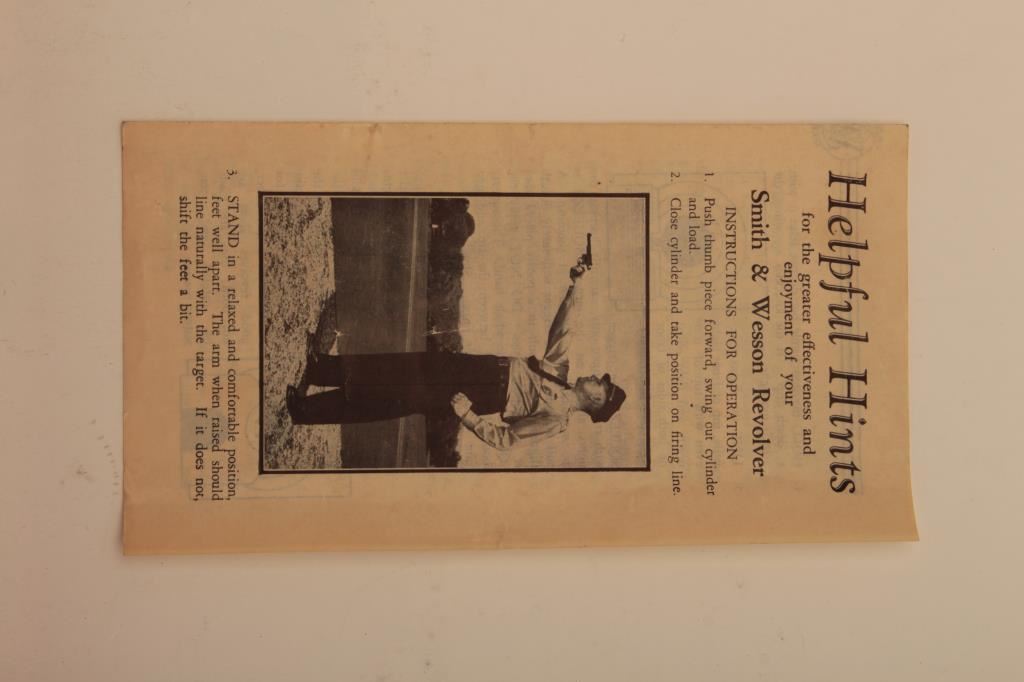 Helpful Hints
for the greater effectiveness and
enjoyment of your
Smith & Wesson Revolver
INSTRUCTIONS FOR OPERATION
1. Push thumb piece forward, swing out cylinder
and load.
2. Close cylinder and take position on firing line.
3. STAND in a relaxed and comfortable position,
feet well apart. The arm when raised should
line naturally with the target. If it does not,
shift the feet a bit.